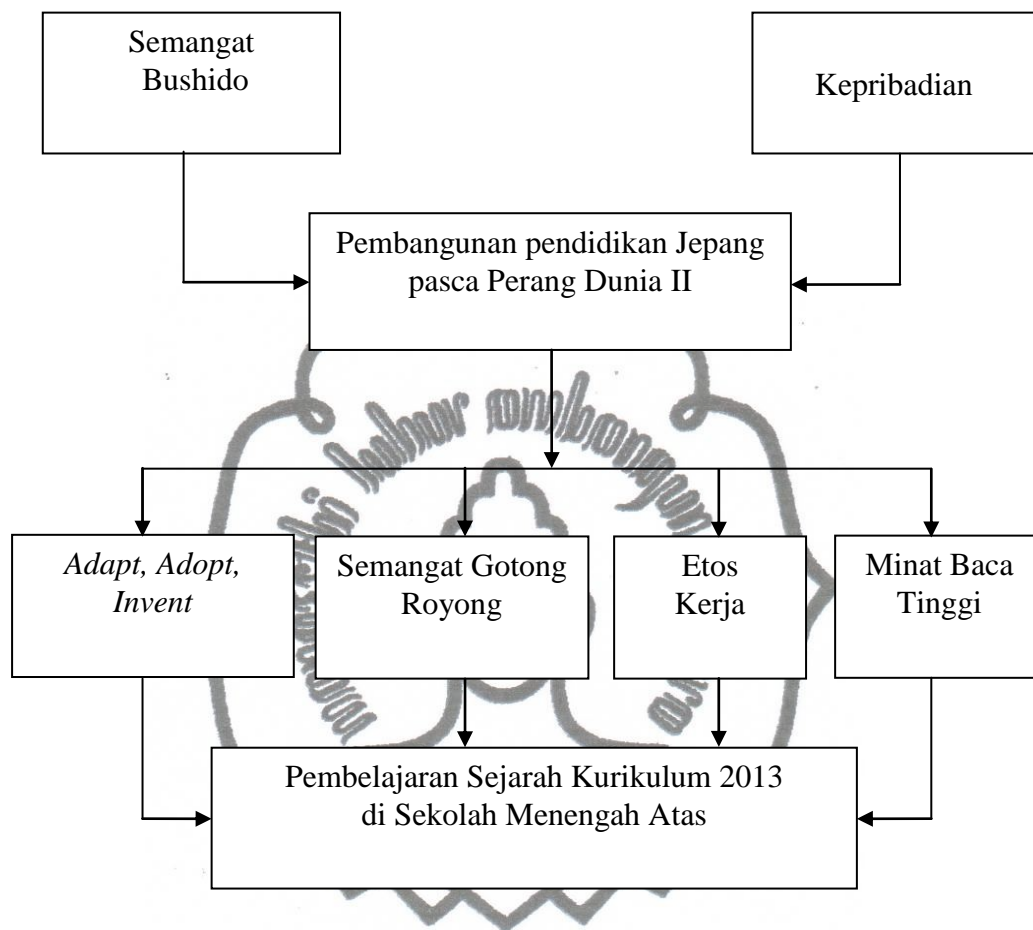 Semangat
Bushido
Kepribadian
Pembangunan pendidikan Jepang
pasca Perang Dunia II
Adapt, Adopt,
Invent
Semangat Gotong
Royong
Etos
Kerja
Minat Baca
Tinggi
Pembelajaran Sejarah Kurikulum 2013
di Sekolah Menengah Atas